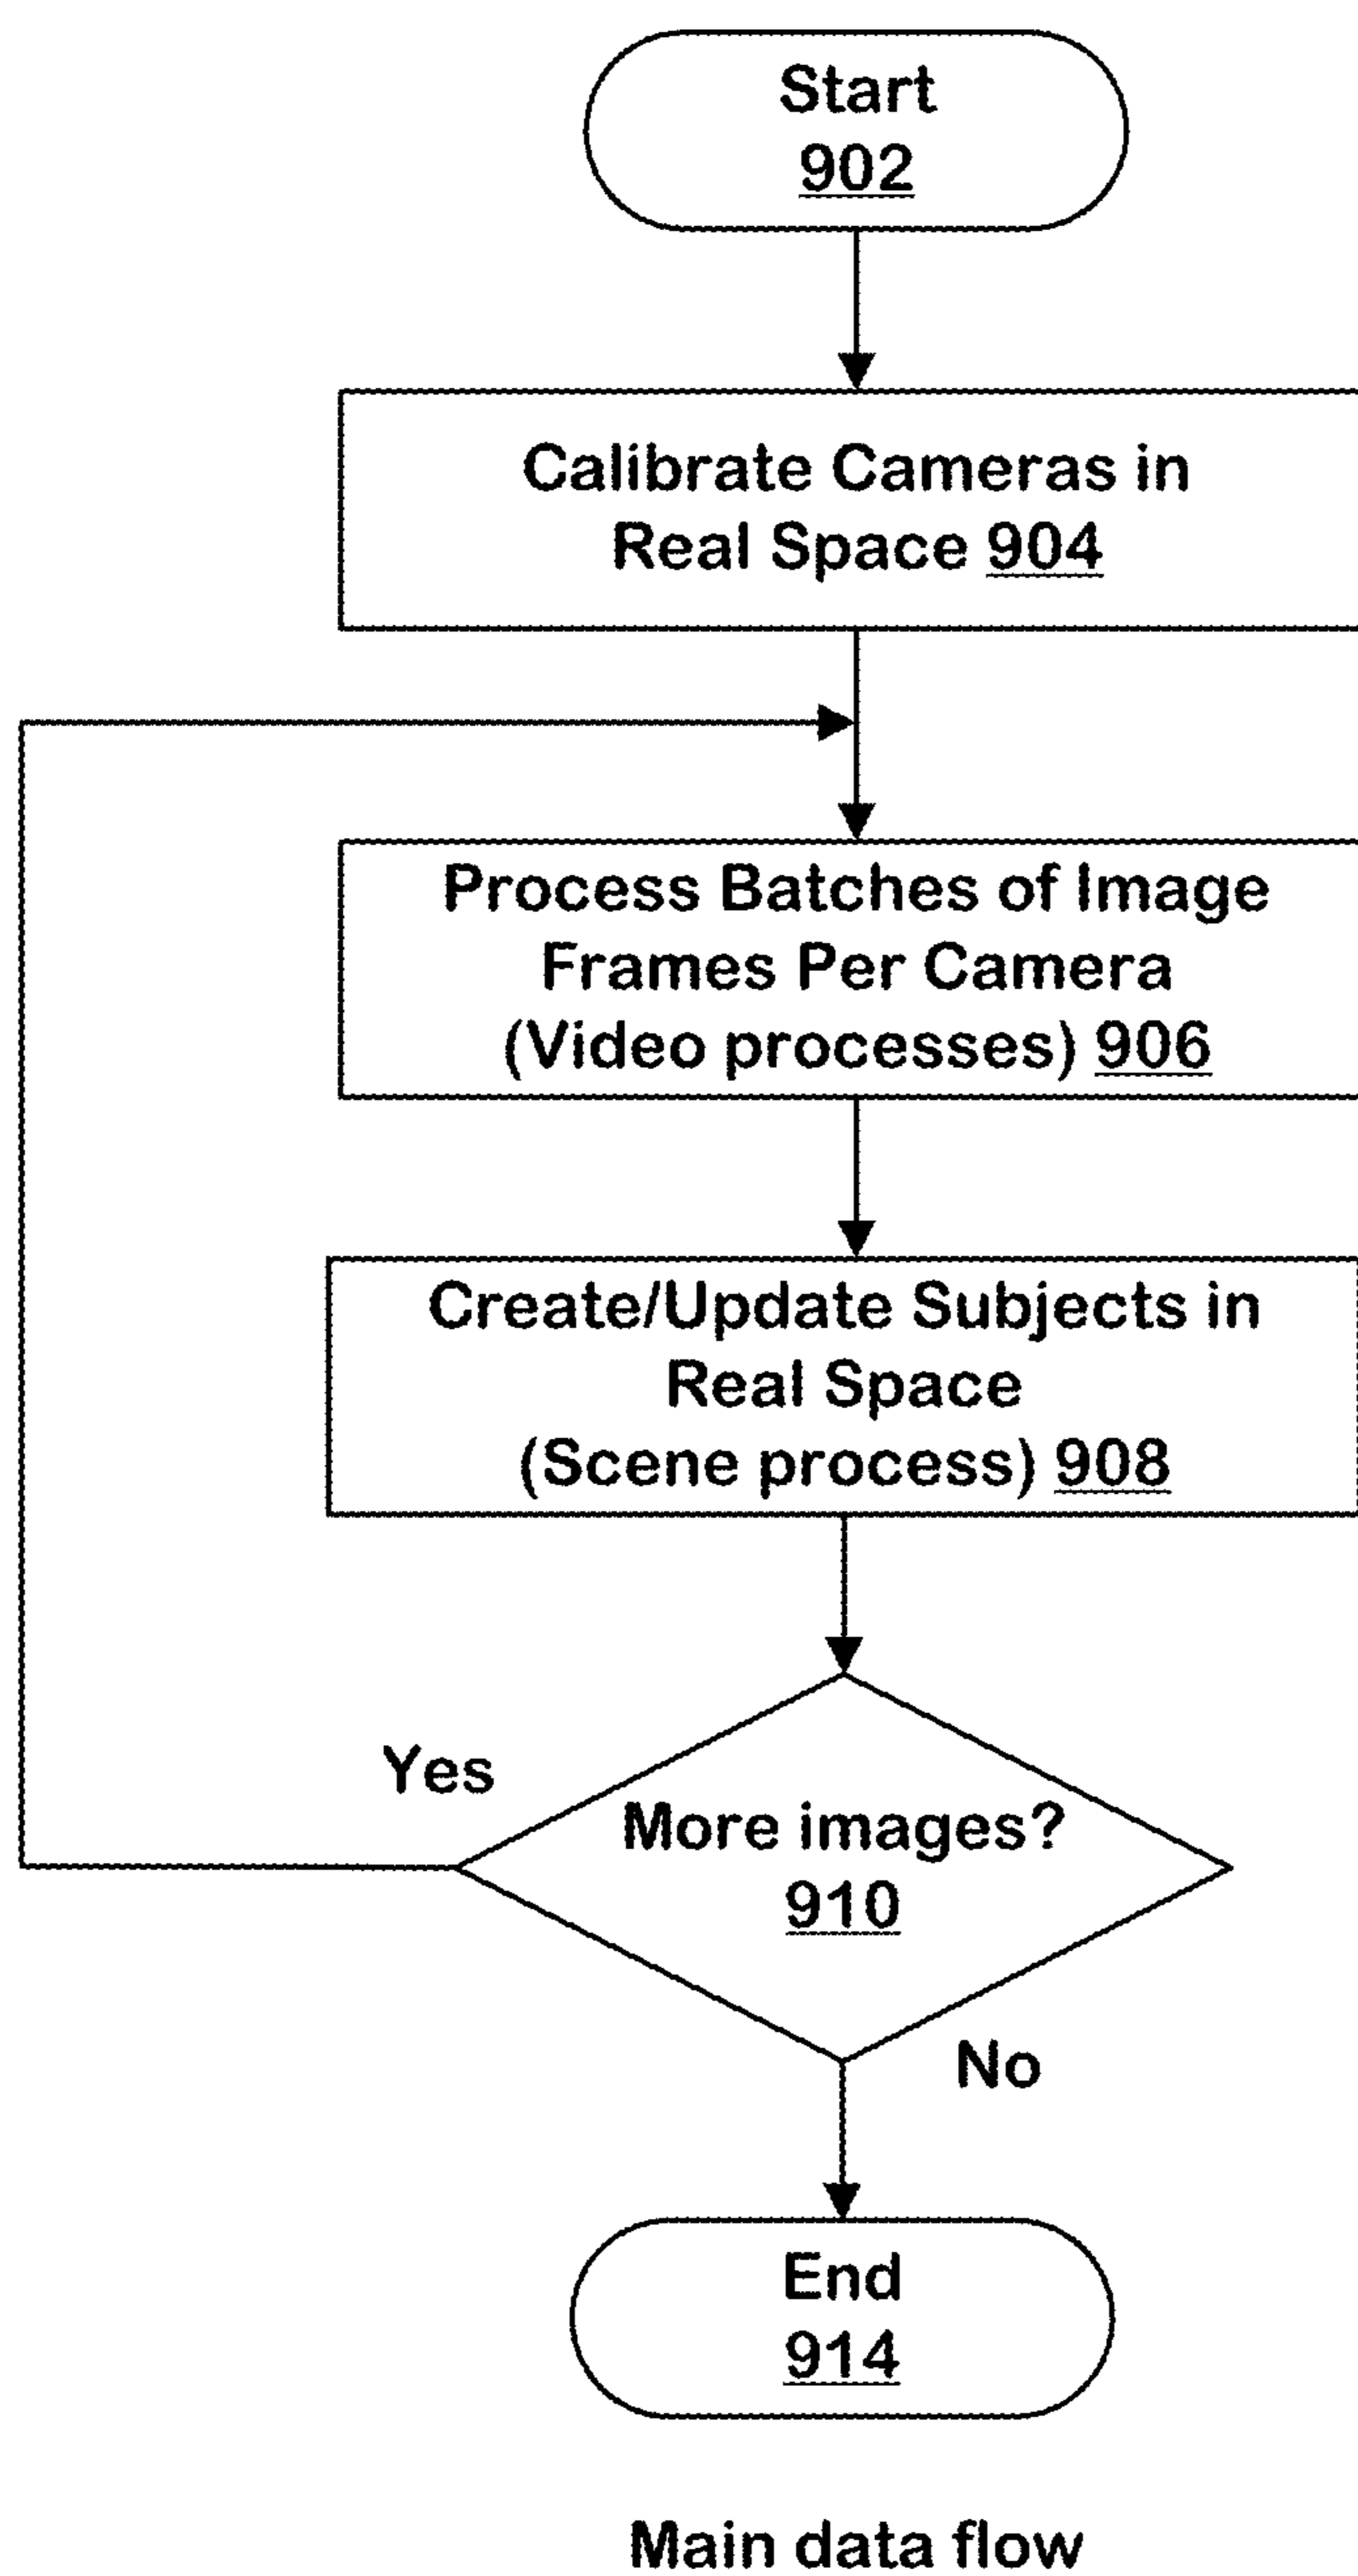 Start
902
Calibrate Cameras in
Real Space 904
Process Batches of Image
Frames Per Camera
(Video processes) 906
Create/Update Subjects in
Real Space
(Scene process) 908
Yes
More images?
910
No
End
914
Main data flow